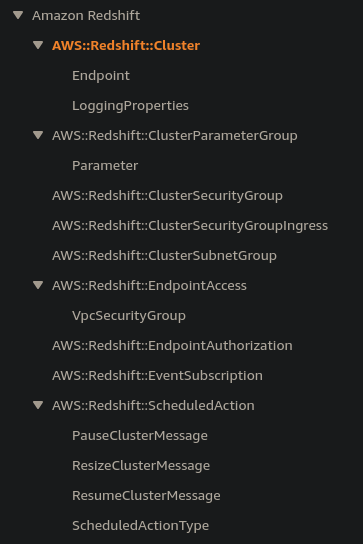 Amazon Redshift
AWS::Redshift::Cluster
Endpoint
LoggingProperties
AWS::Redshift::ClusterParameterGroup
Parameter
AWS::Redshift::ClusterSecurityGroup
AWS::Redshift::ClusterSecurityGroupIngress
AWS::Redshift::ClusterSubnetGroup
AWS::Redshift::EndpointAccess
VpcSecurityGroup
AWS::Redshift::EndpointAuthorization
AWS::Redshift::EventSubscription
AWS::Redshift::ScheduledAction
PauseClusterMessage
ResizeClusterMessage
ResumeClusterMessage
ScheduledActionType